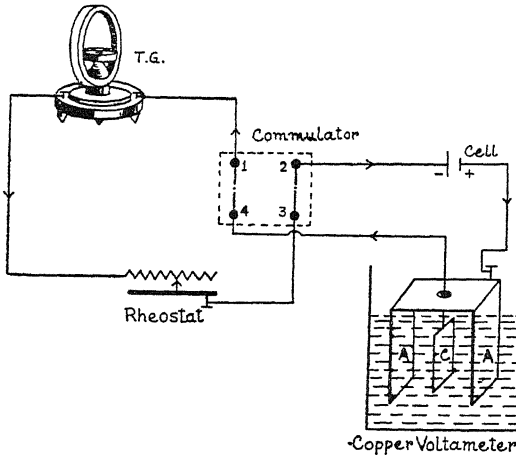 T.G.
Commulator
1 2
4 3
- Cell +
Rheostat
A C A
-Copper Voltameter